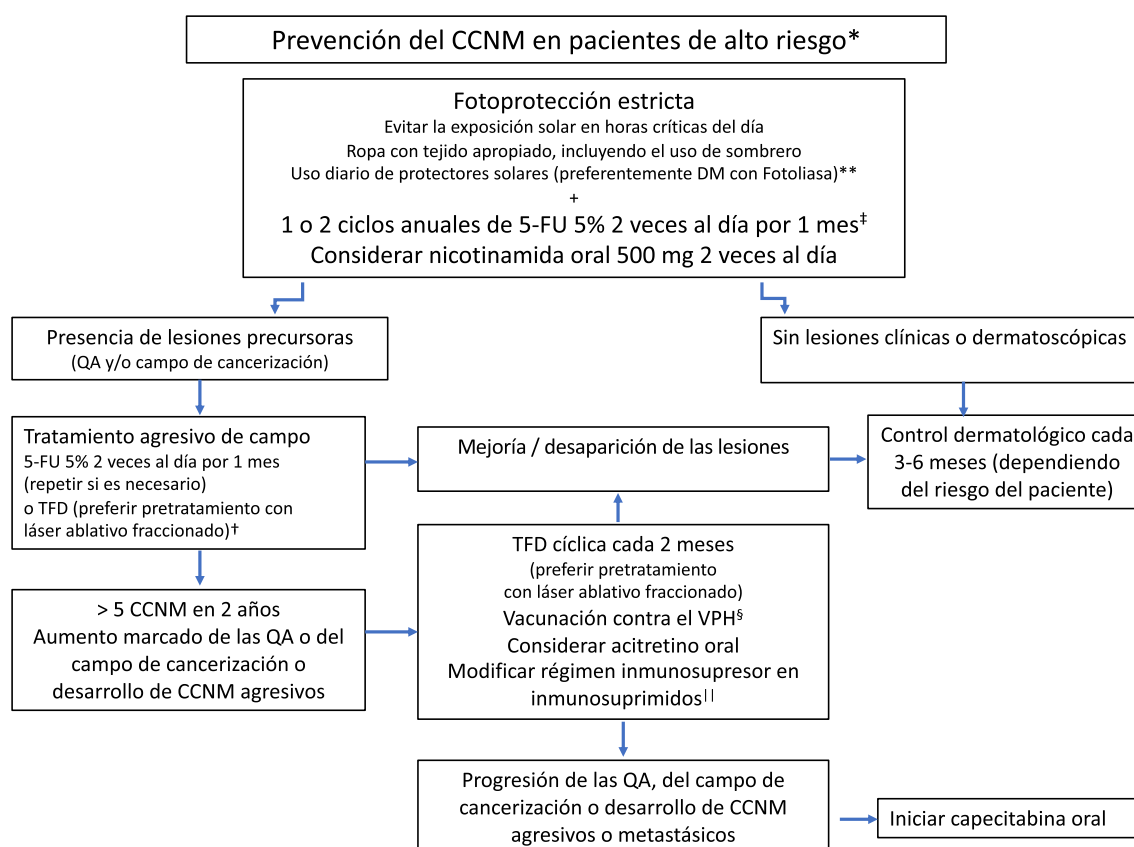 Prevención del CCNM en pacientes de alto riesgo*
Fotoprotección estricta
Evitar la exposición solar en horas críticas del día
Ropa con tejido apropiado, incluyendo el uso de sombrero
Uso diario de protectores solares (preferentemente DM con Fotoliasa)**
+
1 o 2 ciclos anuales de 5-FU 5% 2 veces al día por 1 mes‡
Considerar nicotinamida oral 500 mg 2 veces al día
Presencia de lesiones precursoras
(QA y/o campo de cancerización)
Sin lesiones clínicas o dermatoscópicas
Tratamiento agresivo de campo
5-FU 5% 2 veces al día por 1 mes
(repetir si es necesario)
o TFD (preferir pretratamiento con
láser ablativo fraccionado)†
Mejoría / desaparición de las lesiones
Control dermatológico cada
3-6 meses (dependiendo
del riesgo del paciente)
> 5 CCNM en 2 años
Aumento marcado de las QA o del
campo de cancerización o
desarrollo de CCNM agresivos
TFD cíclica cada 2 meses
(preferir pretratamiento
con láser ablativo fraccionado)
Vacunación contra el VPH§
Considerar acitretino oral
Modificar régimen inmunosupresor en
inmunosuprimidos||
Progresión de las QA, del campo de
cancerización o desarrollo de CCNM
agresivos o metastásicos
Iniciar capecitabina oral